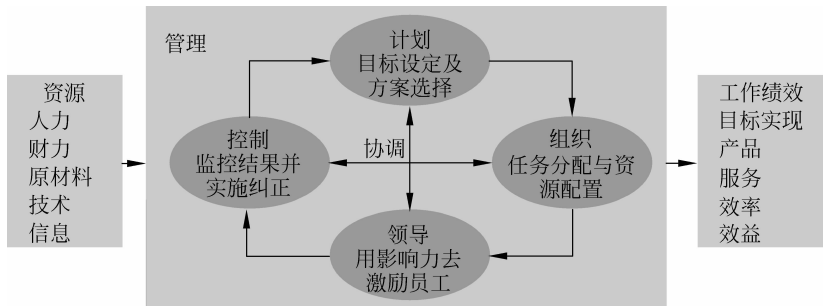 管理
资源
人力
财力
原材料
技术
信息
计划
目标设定及
方案选择
控制
监控结果并
实施纠正
协调
组织
任务分配与资
源配置
领导
用影响力去
激励员工
工作绩效
目标实现
产品
服务
效率
效益